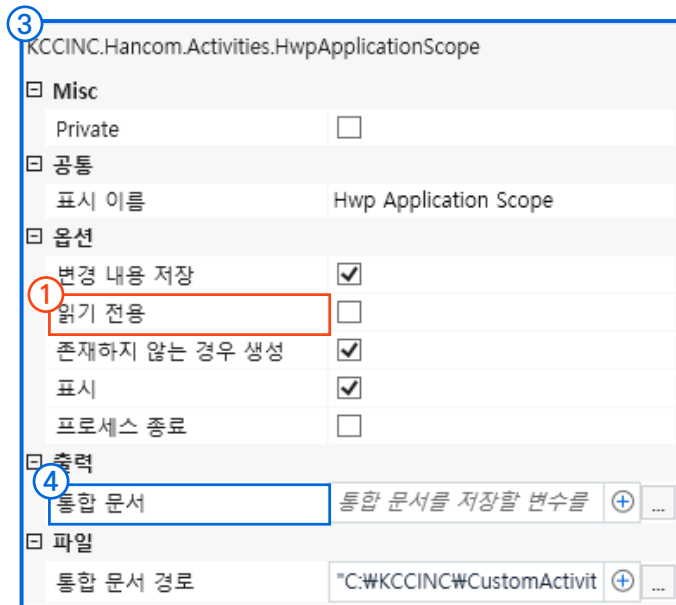 ③
KCCINC.Hancom.Activities.HwpApplicationScope
Misc
Private
공통
표시 이름 Hwp Application Scope
옵션
변경 내용 저장
①
읽기 전용
존재하지 않는 경우 생성
표시
프로세스 종료
출력
④
통합 문서 통합 문서를 저장할 변수를 ...
파일
통합 문서 경로 "C:₩KCCINC₩CustomActivit ...